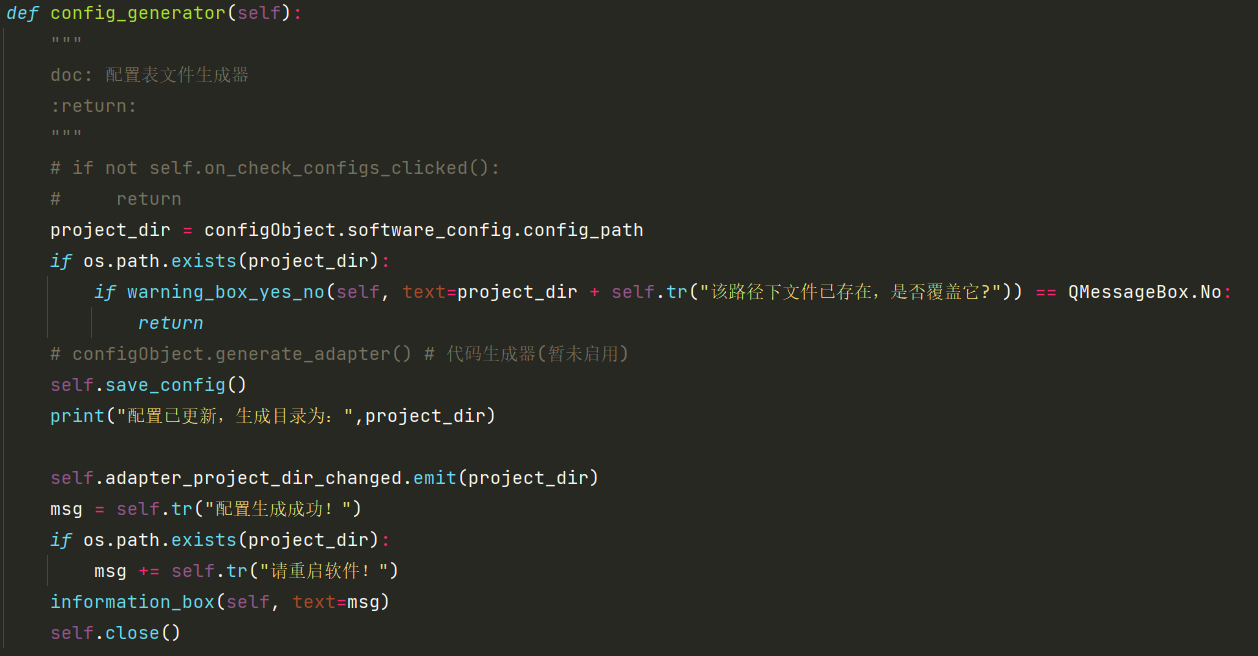 def config_generator(self):
    """
    doc: 配置表文件生成器
    :return:
    """
    # if not self.on_check_configs_clicked():
    #     return
    project_dir = configObject.software_config.config_path
    if os.path.exists(project_dir):
        if warning_box_yes_no(self, text=project_dir + self.tr("该路径下文件已存在，是否覆盖它?")) == QMessageBox.No:
            return
    # configObject.generate_adapter() # 代码生成器(暂未启用)
    self.save_config()
    print("配置已更新，生成目录为：",project_dir)

    self.adapter_project_dir_changed.emit(project_dir)
    msg = self.tr("配置生成成功！")
    if os.path.exists(project_dir):
        msg += self.tr("请重启软件！")
    information_box(self, text=msg)
    self.close()